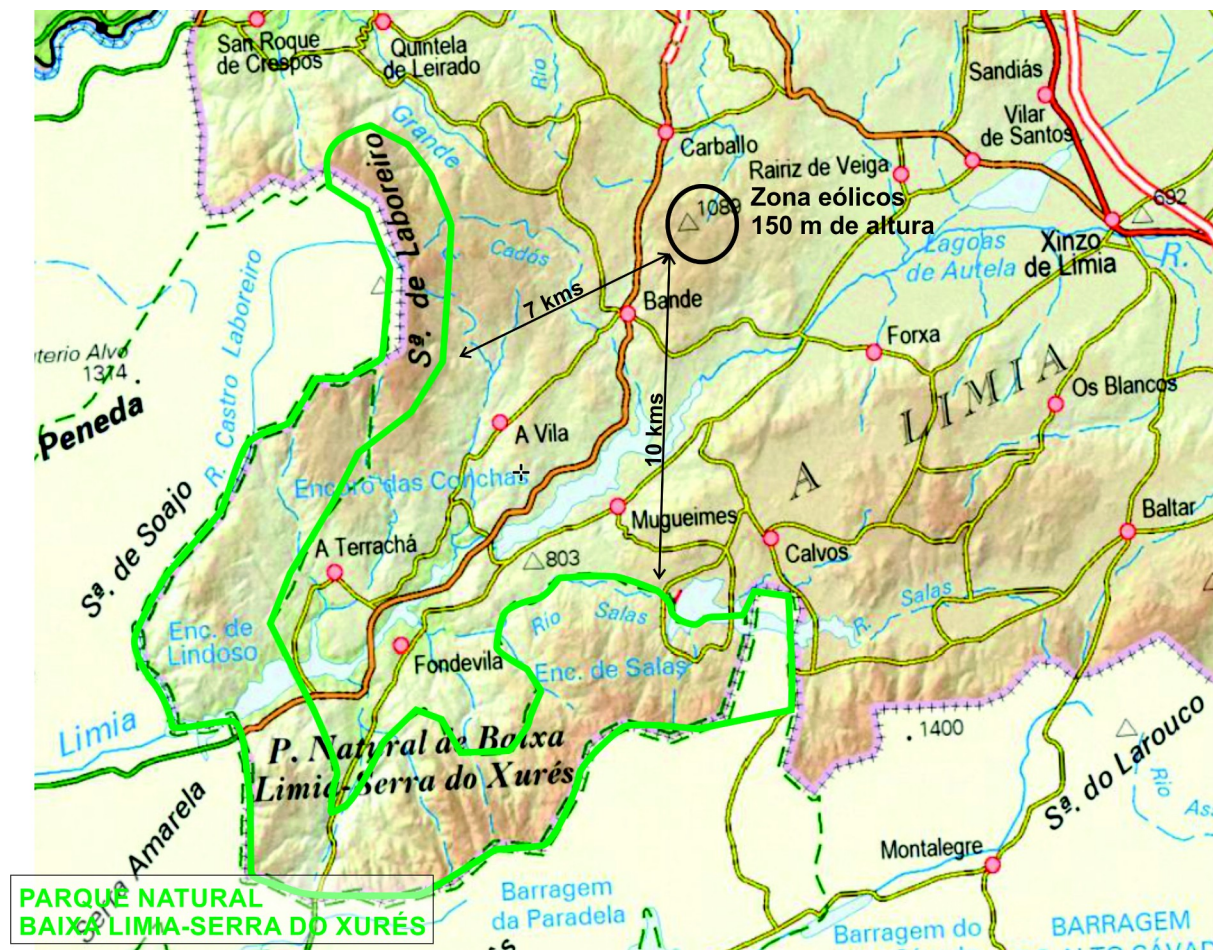 San Roque
de Crespos
Quintela
de Leirado
Río
Grande
Sandiás
Vilar
de Santos
Carballo
Rairiz de Veiga
Zona eólicos
150 m de altura
1089
692
Sª. de Laboreiro
Cadós
Lagoas
de Autela
Xinzo
de Limia
R.
7 kms
Bande
R. Castro Laboreiro
Forxa
1374
Peneda
A LIMIA
Os Blancos
10 kms
A Vila
Encoro das Conchas
Sª. de Soajo
Mugueimes
Baltar
A Terrachá
803
Calvos
Río Salas
R. Salas
Enc. de
Lindoso
Fondevila
Enc. de Salas
Limia
P. Natural de Baixa
Limia-Serra do Xurés
1400
Sª. do Larouco
Río
Serra Amarela
Montalegre
PARQUE NATURAL
BAIXA LIMIA-SERRA DO XURÉS
Barragem
da Paradela
Barragem do
BARRAGEM